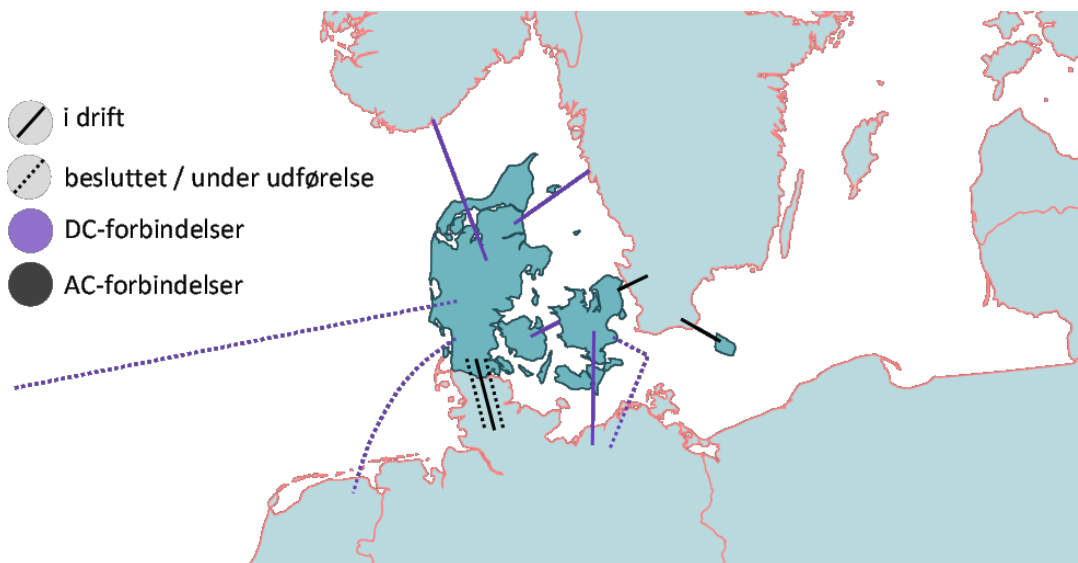 i drift
besluttet / under udførelse
DC-forbindelser
AC-forbindelser